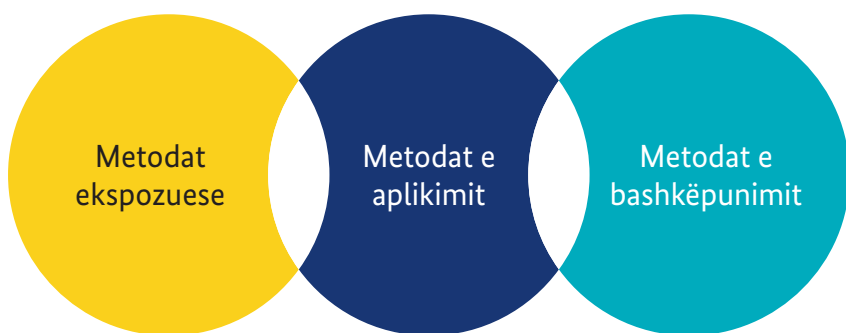 Metodat
ekspozuese
Metodat e
aplikimit
Metodat e
bashkëpunimit